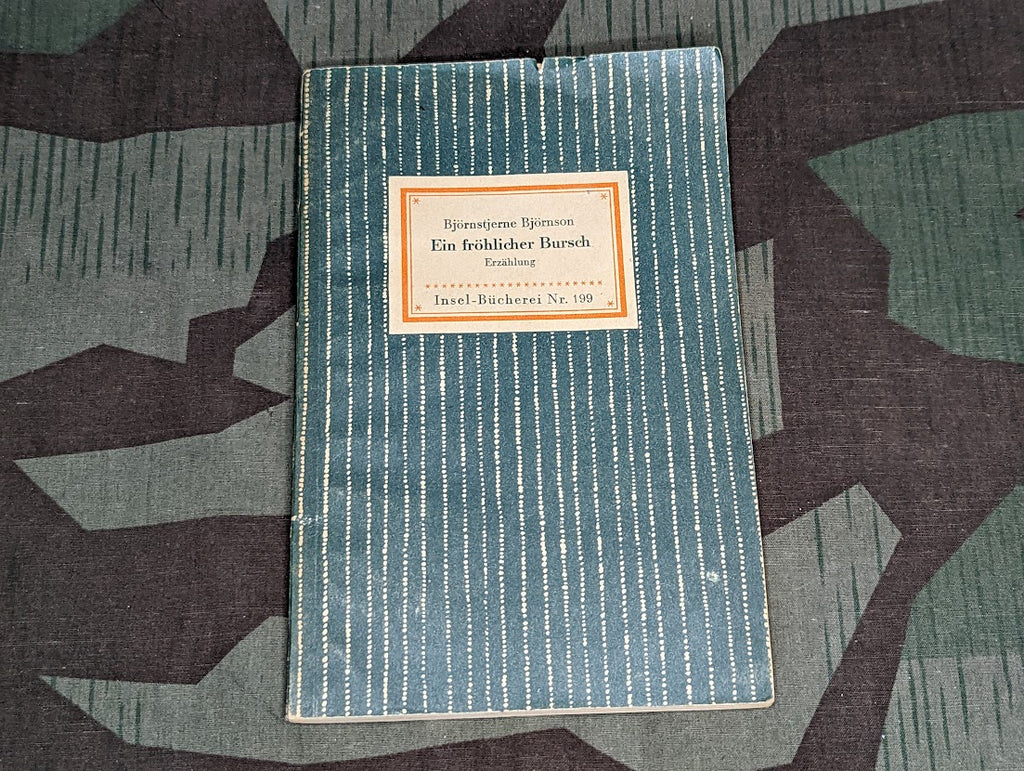 Björnstjerne Björnson
Ein fröhlicher Bursch
Erzählung
Insel-Bücherei Nr. 199